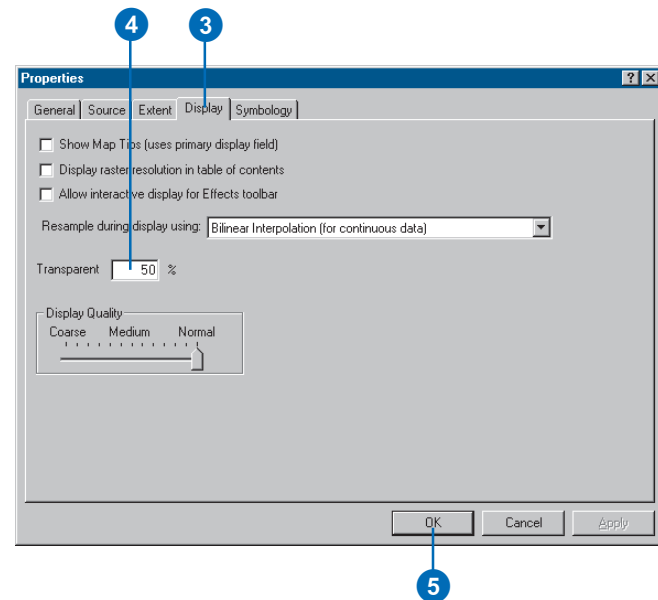 4 3
Properties
General Source Extent Display Symbology
Show Map Tips (uses primary display field)
Display raster resolution in table of contents
Allow interactive display for Effects toolbar
Resample during display using: Bilinear Interpolation (for continuous data)
Transparent 50 %
Display Quality
Coarse Medium Normal
OK Cancel Apply
5